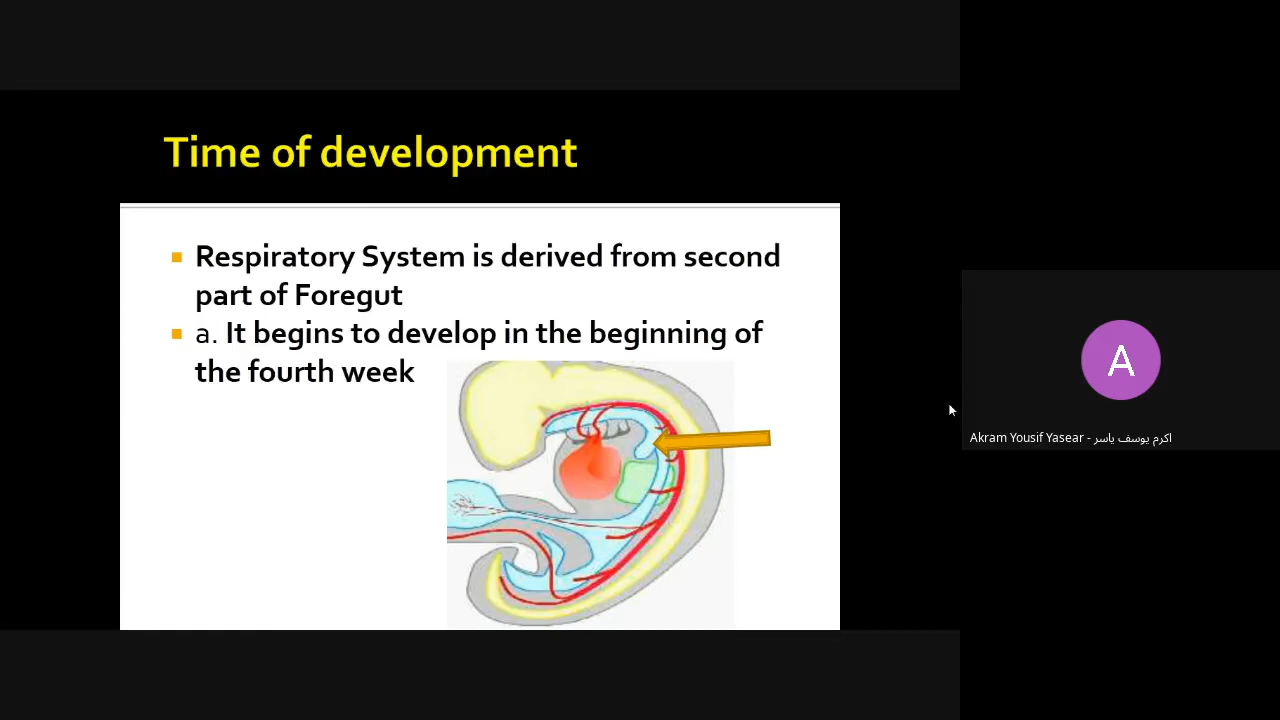 Time of development
Respiratory System is derived from second
part of Foregut
a. It begins to develop in the beginning of
the fourth week
A
Akram Yousif Yasear - اكرم يوسف ياسر